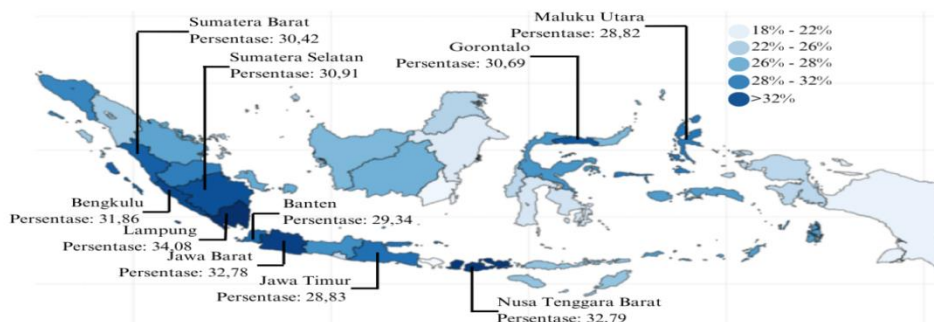 Sumatera Barat
Persentase: 30,42
Sumatera Selatan
Persentase: 30,91
Maluku Utara
Persentase: 28,82
Gorontalo
Persentase: 30,69
18% - 22%
22% - 26%
26% - 28%
28% - 32%
>32%
Bengkulu
Persentase: 31,86
Lampung
Persentase: 34,08
Jawa Barat
Persentase: 32,78
Banten
Persentase: 29,34
Jawa Timur
Persentase: 28,83
Nusa Tenggara Barat
Persentase: 32,79